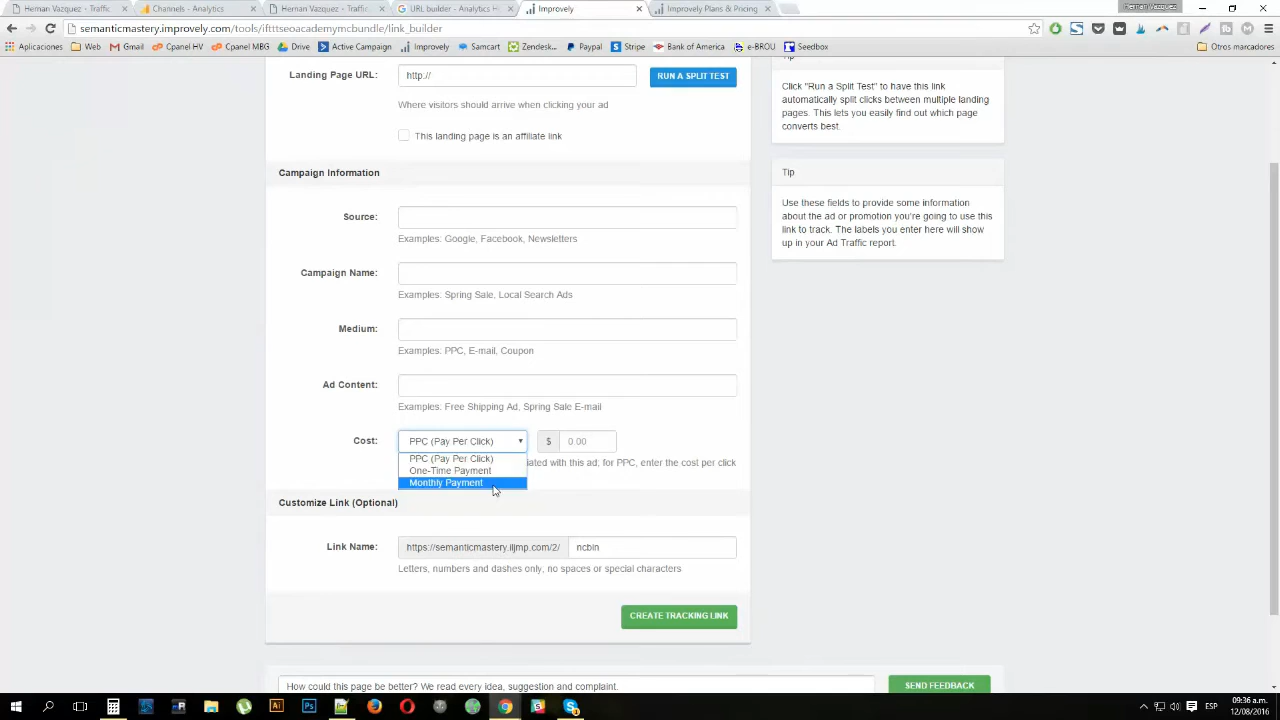 Hernan Vazquez - Traffic
Channels - Analytics
Hernan Vazquez - Traffic
URL builder - Analytics H
Improvely
Improvely Plans & Pricing
Hernan Vazquez
semanticmastery.improvely.com/tools/iftttseoacademymcbundle/link_builder
Aplicaciones
Web
Gmail
Cpanel HV
Cpanel MBG
Drive
Active Campaign
Improvely
Samcart
Zendesk...
Paypal
Stripe
Bank of America
e-BROU
Seedbox
Otros marcadores
Landing Page URL:
http://
RUN A SPLIT TEST
Where visitors should arrive when clicking your ad
This landing page is an affiliate link
Campaign Information
Source:
Examples: Google, Facebook, Newsletters
Campaign Name:
Examples: Spring Sale, Local Search Ads
Medium:
Examples: PPC, E-mail, Coupon
Ad Content:
Examples: Free Shipping Ad, Spring Sale E-mail
Cost:
PPC (Pay Per Click)
$
0.00
PPC (Pay Per Click)
One-Time Payment
Monthly Payment
iated with this ad; for PPC, enter the cost per click
Customize Link (Optional)
Link Name:
https://semanticmastery.iljmp.com/2/
ncbin
Letters, numbers and dashes only, no spaces or special characters
CREATE TRACKING LINK
How could this page be better? We read every idea, suggestion and complaint.
SEND FEEDBACK
Click "Run a Split Test" to have this link
automatically split clicks between multiple landing
pages. This lets you easily find out which page
converts best.
Tip
Use these fields to provide some information
about the ad or promotion you're going to use this
link to track. The labels you enter here will show
up in your Ad Traffic report.
ESP
09:36 a.m.
12/08/2016